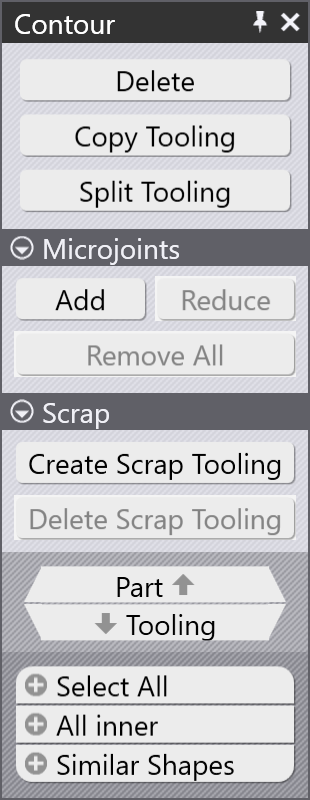 Contour
Delete
Copy Tooling
Split Tooling
Microjoints
Add Reduce
Remove All
Scrap
Create Scrap Tooling
Delete Scrap Tooling
Part
Tooling
Select All
All inner
Similar Shapes